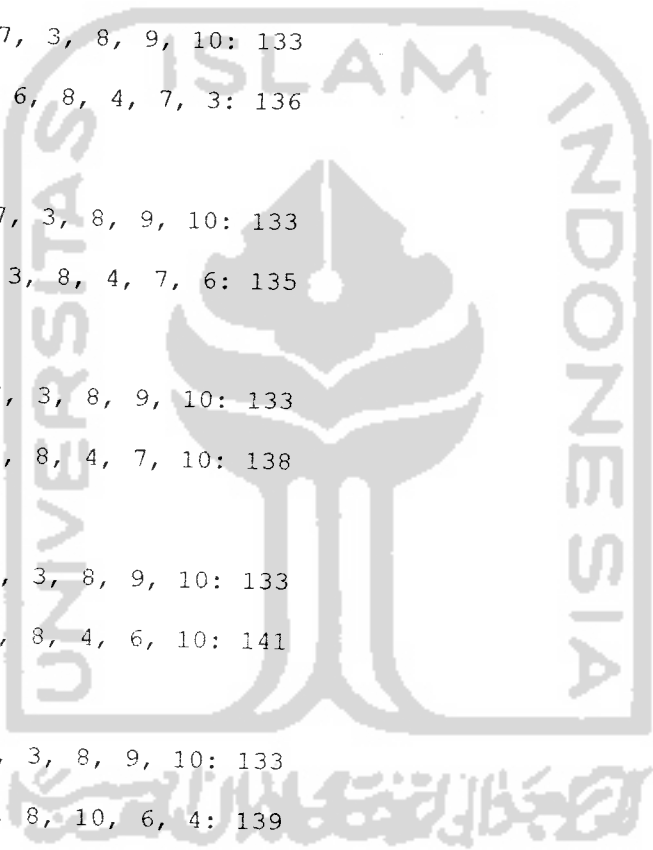 7, 3, 8, 9, 10: 133
6, 8, 4, 7, 3: 136
7, 3, 8, 9, 10: 133
3, 8, 4, 7, 6: 135
, 3, 8, 9, 10: 133
, 8, 4, 7, 10: 138
, 3, 8, 9, 10: 133
, 8, 4, 6, 10: 141
, 3, 8, 9, 10: 133
8, 10, 6, 4: 139
UNIVERSITAS ISLAM INDONESIA